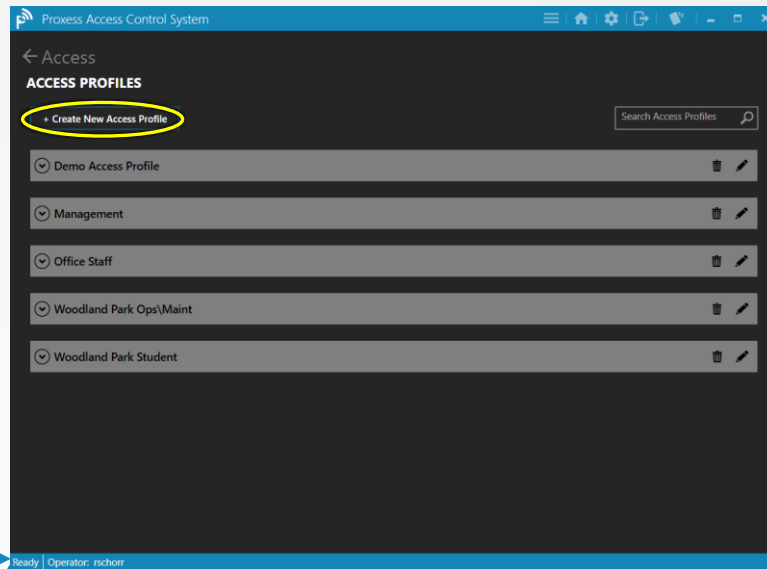 Proxess Access Control System
Access
ACCESS PROFILES
+ Create New Access Profile
Search Access Profiles
Demo Access Profile
Management
Office Staff
Woodland Park Ops\Maint
Woodland Park Student
Ready Operator: rschorr